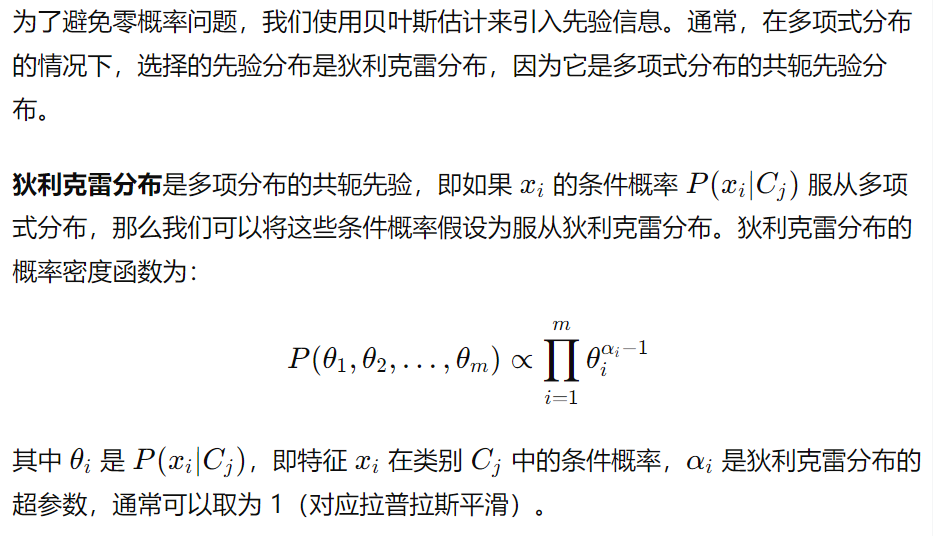 为了避免零概率问题，我们使用贝叶斯估计来引入先验信息。通常，在多项式分布
的情况下，选择的先验分布是狄利克雷分布，因为它是多项式分布的共轭先验分
布。
狄利克雷分布是多项分布的共轭先验，即如果 $x_i$ 的条件概率 $P(x_i|C_j)$ 服从多项
式分布，那么我们可以将这些条件概率假设为服从狄利克雷分布。狄利克雷分布的
概率密度函数为：
$P(\theta_1, \theta_2, \ldots, \theta_m) \propto \prod_{i=1}^{m} \theta_i^{\alpha_i - 1}$
其中 $\theta_i$ 是 $P(x_i|C_j)$，即特征 $x_i$ 在类别 $C_j$ 中的条件概率，$\alpha_i$ 是狄利克雷分布的
超参数，通常可以取为 1（对应拉普拉斯平滑）。